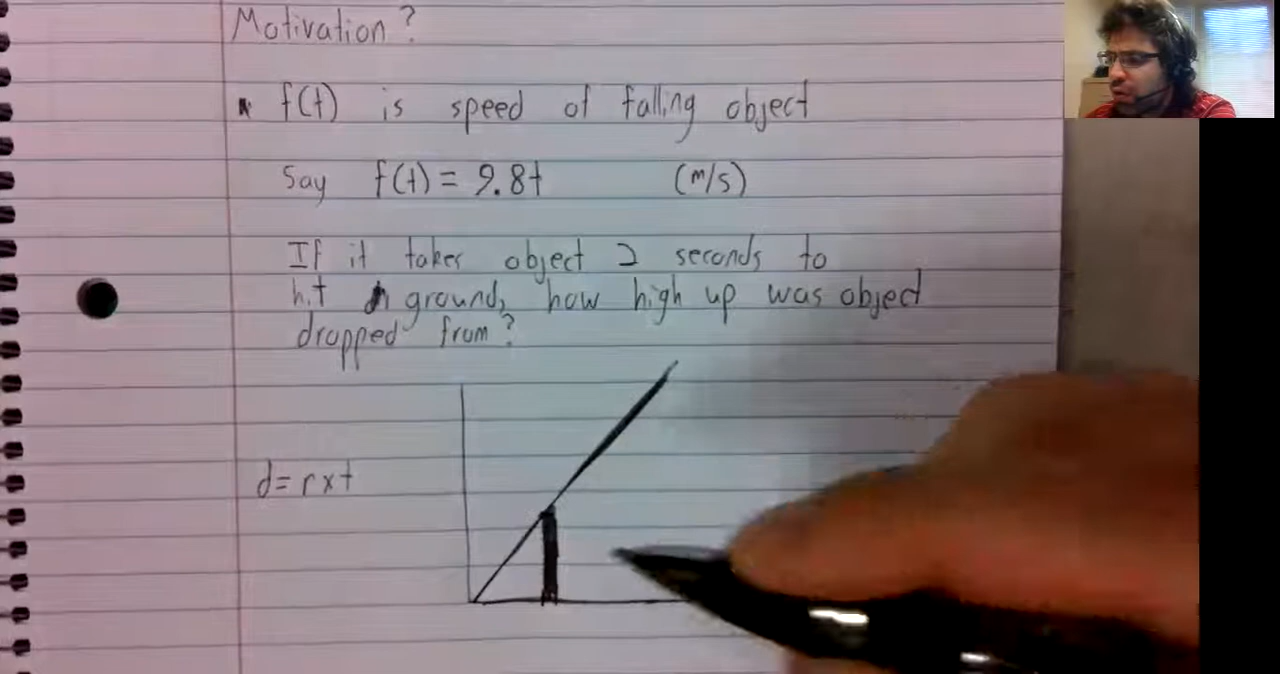 Motivation?
f(t) is speed of falling object
Say f(t) = 9.8t (m/s)
If it takes object 2 seconds to
hit ground, how high up was object
dropped from?
d = r x t